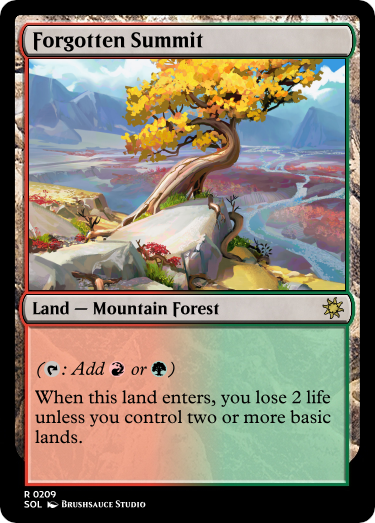 Forgotten Summit
Land — Mountain Forest
(: Add or )
When this land enters, you lose 2 life
unless you control two or more basic
lands.
R 0209
SOL Brushsauce Studio